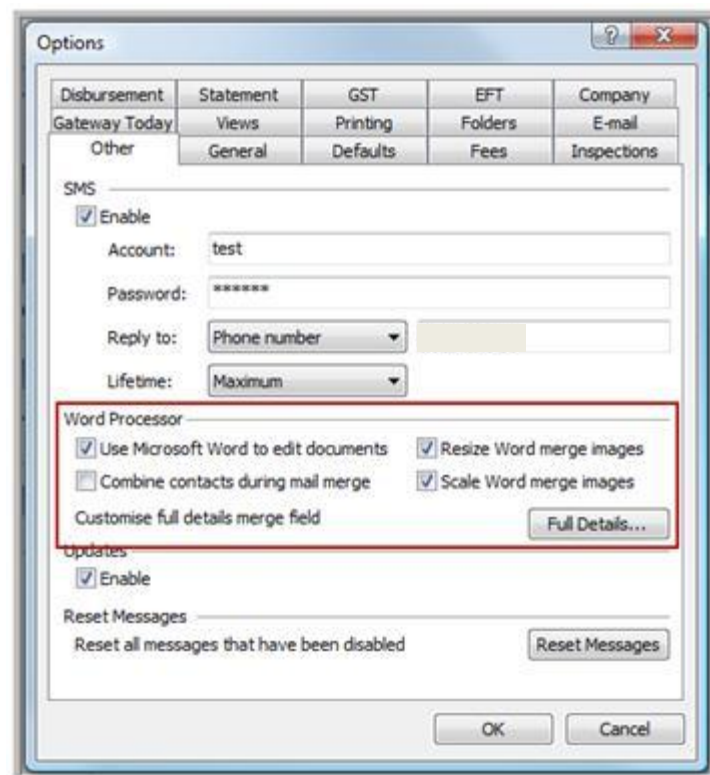 Options
Disbursement Statement GST EFT Company
Gateway Today Views Printing Folders E-mail
Other General Defaults Fees Inspections
SMS
Enable
Account: test
Password: ******
Reply to: Phone number
Lifetime: Maximum
Word Processor
Use Microsoft Word to edit documents Resize Word merge images
Combine contacts during mail merge Scale Word merge images
Customise full details merge field Full Details...
Updates
Enable
Reset Messages
Reset all messages that have been disabled Reset Messages
OK Cancel